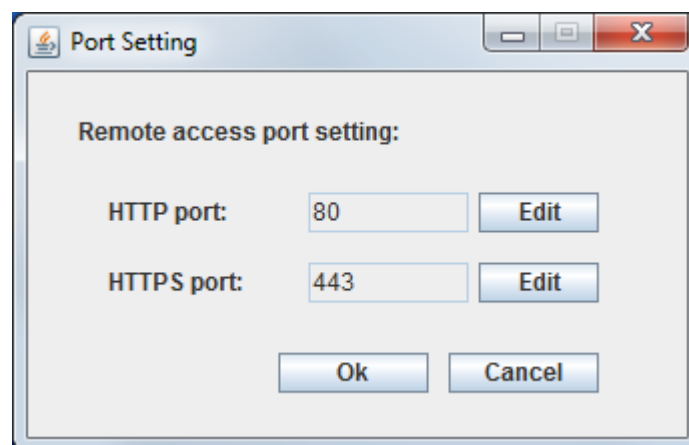 Port Setting
Remote access port setting:
HTTP port: 80 Edit
HTTPS port: 443 Edit
Ok Cancel